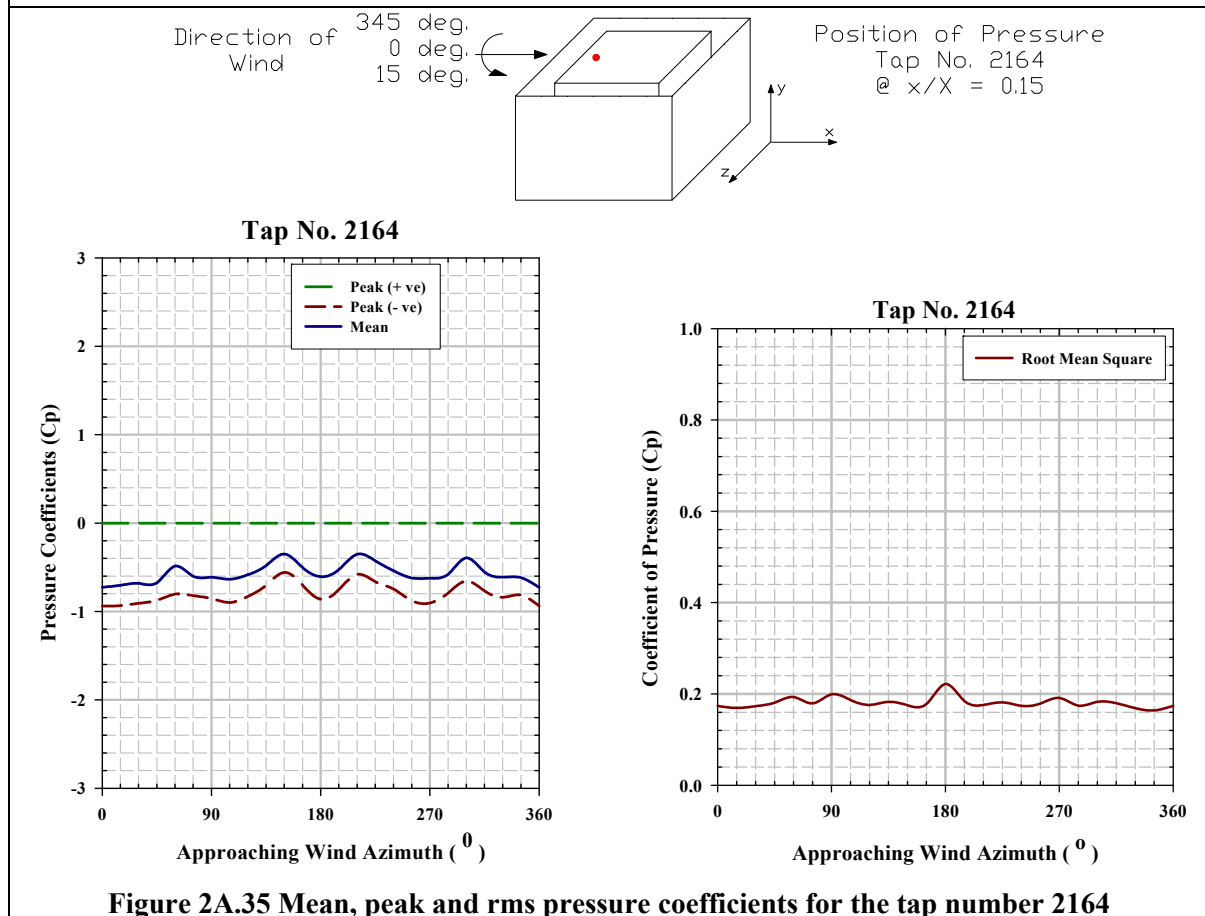 Direction of Wind
345 deg.
0 deg.
15 deg.
Position of Pressure
Tap No. 2164
@ x/X = 0.15
y
x
z
Tap No. 2164
Peak (+ ve)
Peak (- ve)
Mean
Pressure Coefficients (Cp)
3
2
1
0
-1
-2
-3
0
90
180
270
360
Approaching Wind Azimuth ( 0 )
Tap No. 2164
Root Mean Square
Coefficient of Pressure (Cp)
1.0
0.8
0.6
0.4
0.2
0.0
0
90
180
270
360
Approaching Wind Azimuth ( o )
Figure 2A.35 Mean, peak and rms pressure coefficients for the tap number 2164